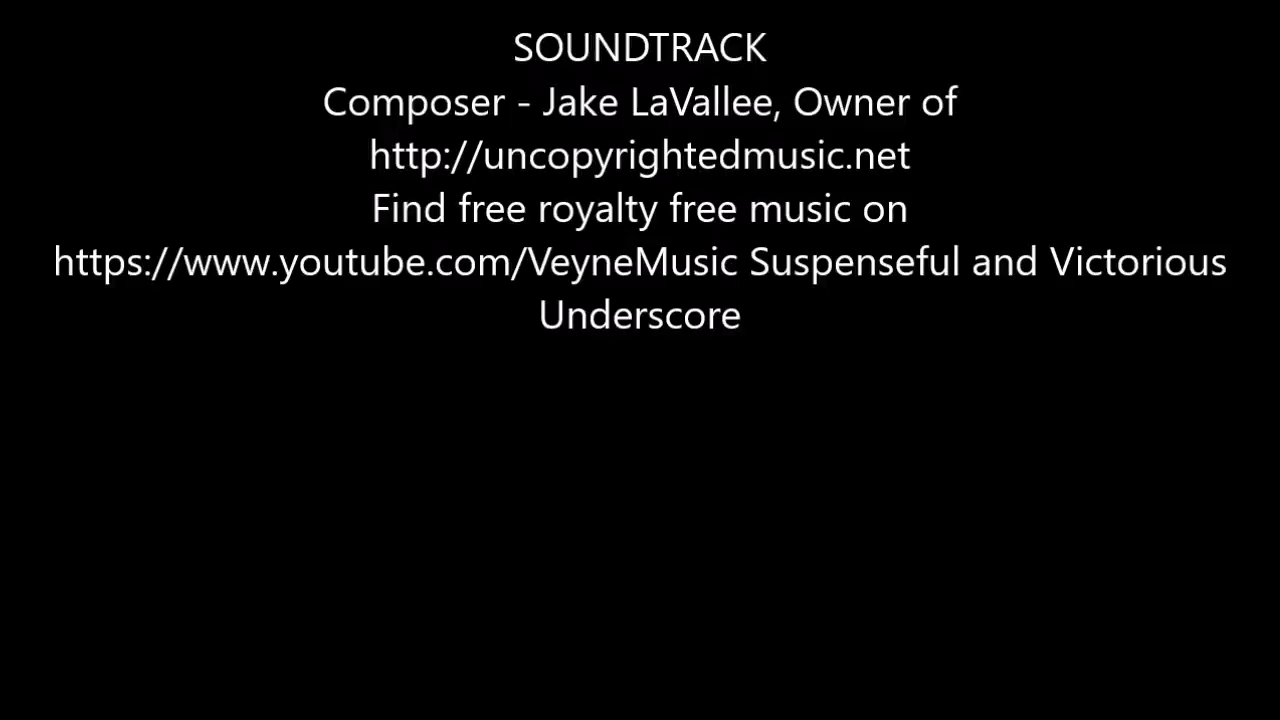 SOUNDTRACK
Composer - Jake LaVallee, Owner of
http://uncopyrightedmusic.net
Find free royalty free music on
https://www.youtube.com/VeyneMusic Suspenseful and Victorious
Underscore